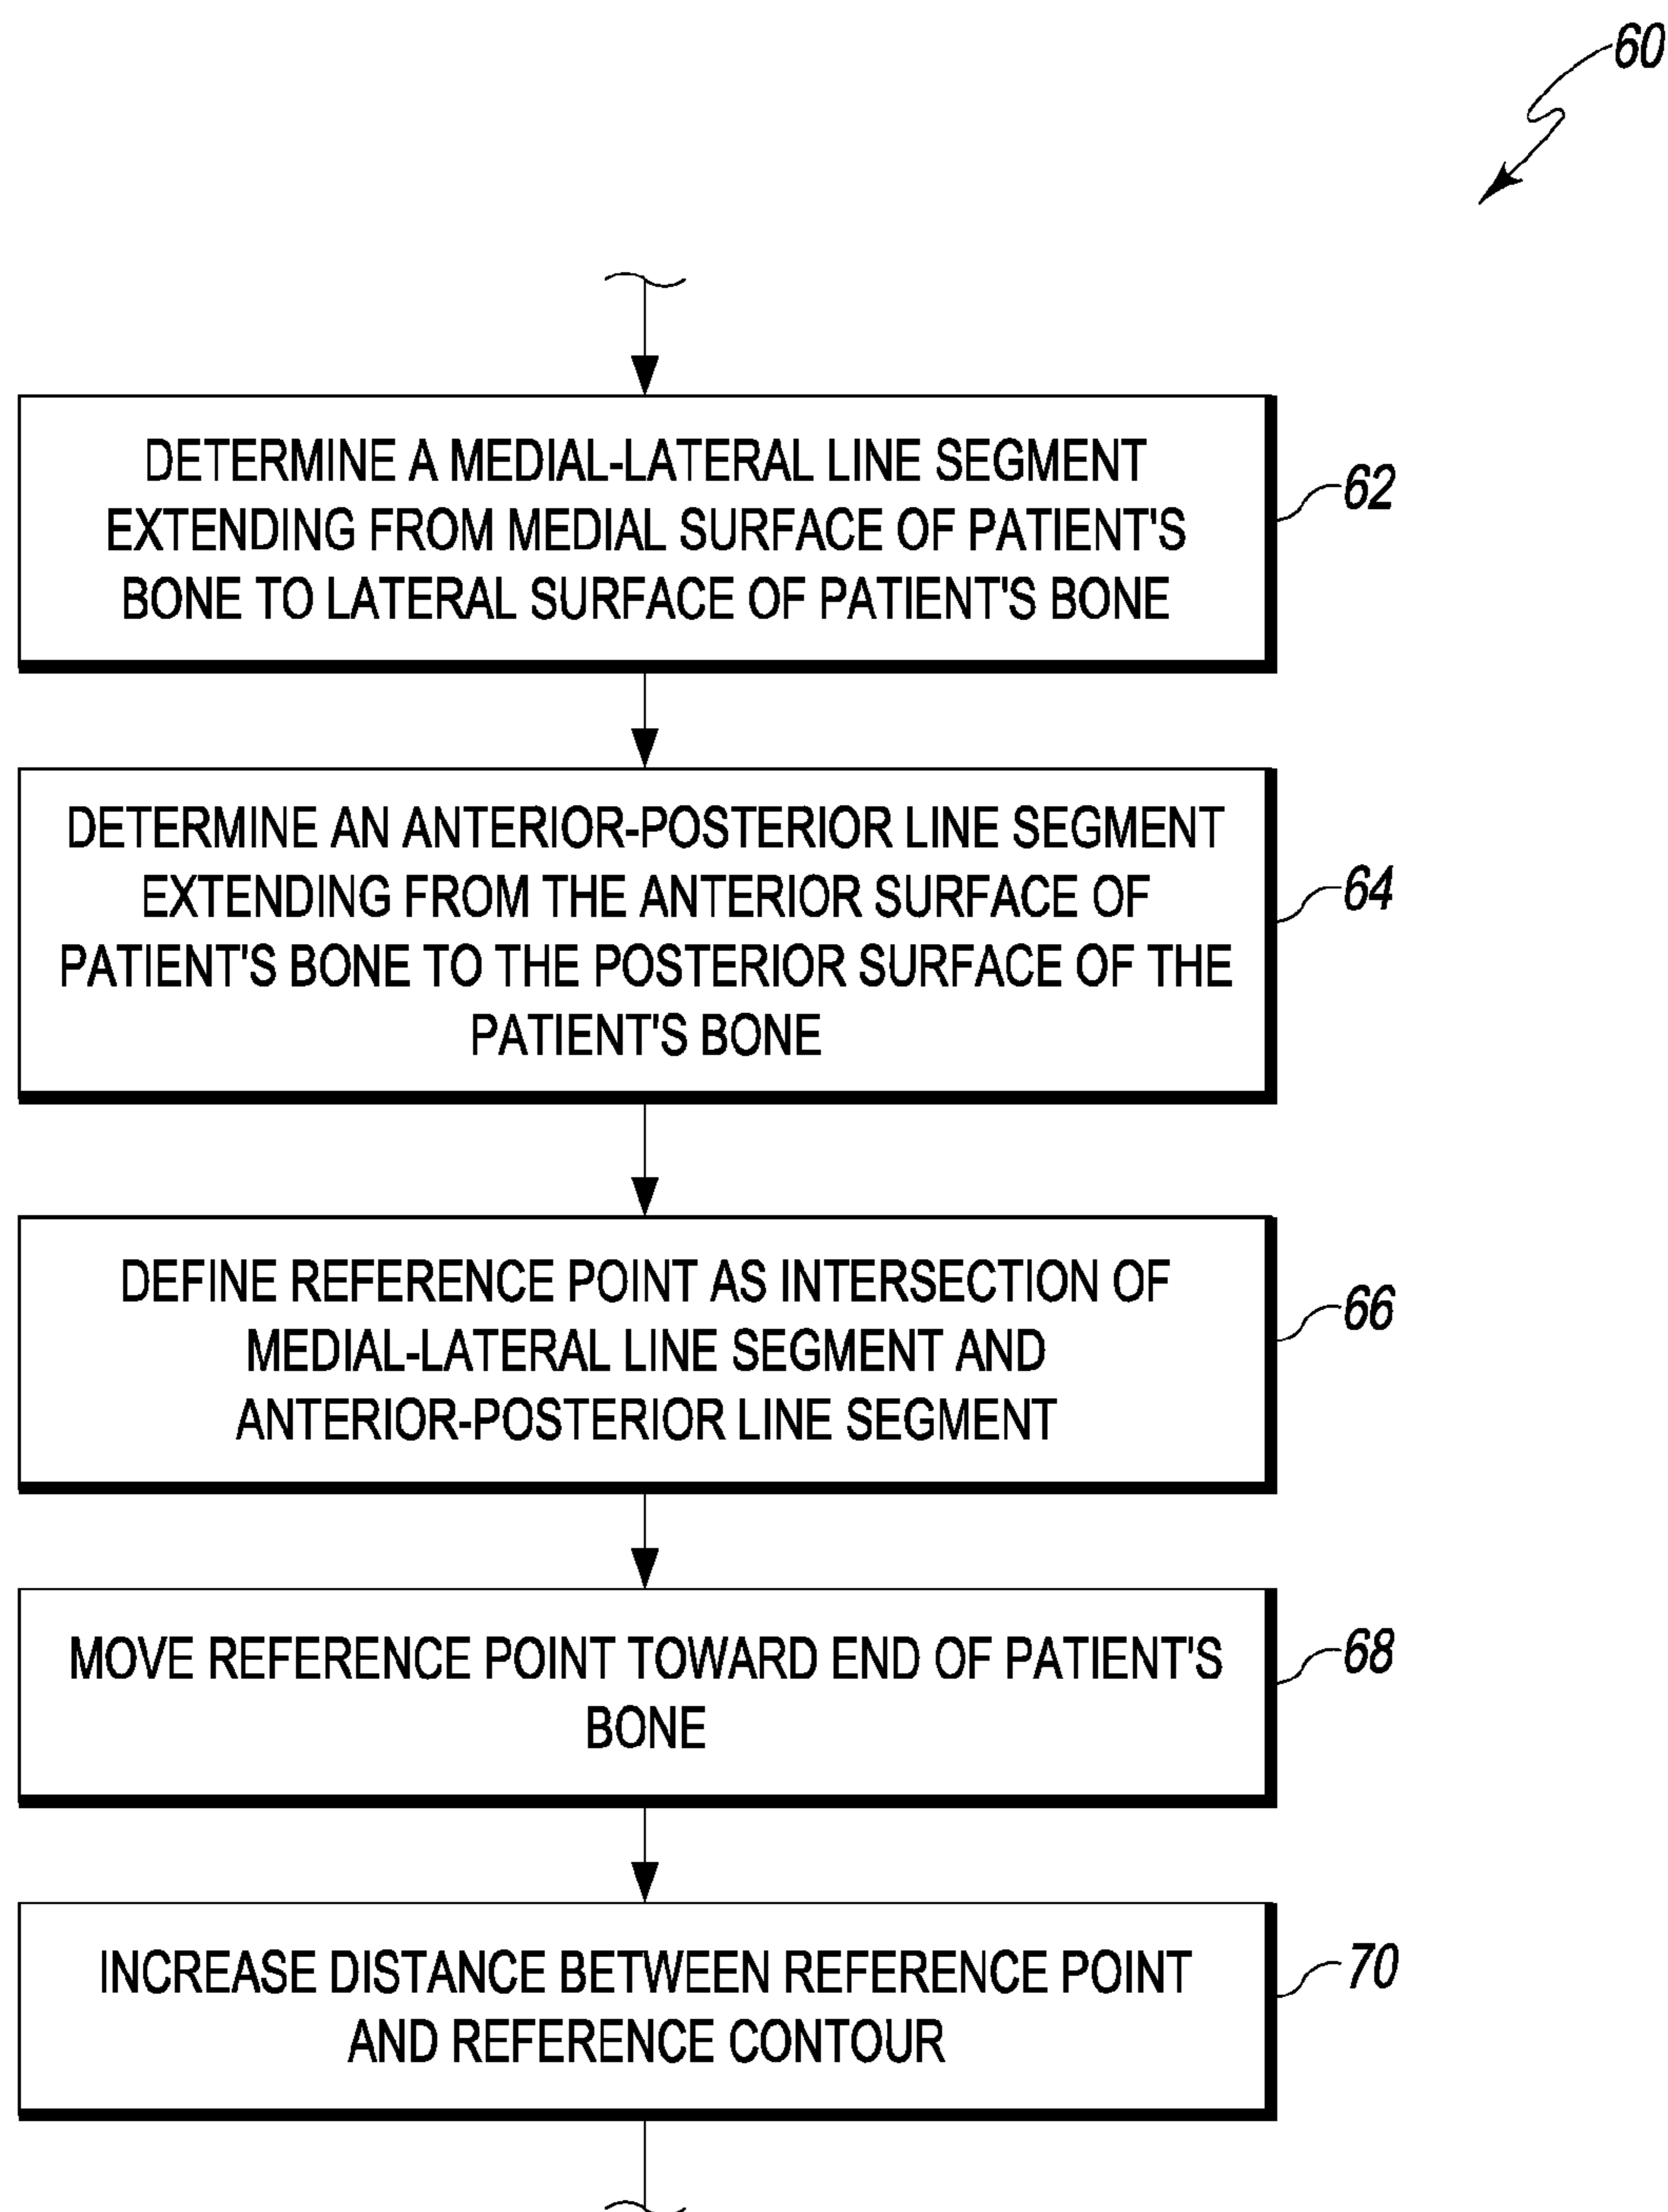 60
DETERMINE A MEDIAL-LATERAL LINE SEGMENT
EXTENDING FROM MEDIAL SURFACE OF PATIENT'S
BONE TO LATERAL SURFACE OF PATIENT'S BONE
62
DETERMINE AN ANTERIOR-POSTERIOR LINE SEGMENT
EXTENDING FROM THE ANTERIOR SURFACE OF
PATIENT'S BONE TO THE POSTERIOR SURFACE OF THE
PATIENT'S BONE
64
DEFINE REFERENCE POINT AS INTERSECTION OF
MEDIAL-LATERAL LINE SEGMENT AND
ANTERIOR-POSTERIOR LINE SEGMENT
66
MOVE REFERENCE POINT TOWARD END OF PATIENT'S
BONE
68
INCREASE DISTANCE BETWEEN REFERENCE POINT
AND REFERENCE CONTOUR
70